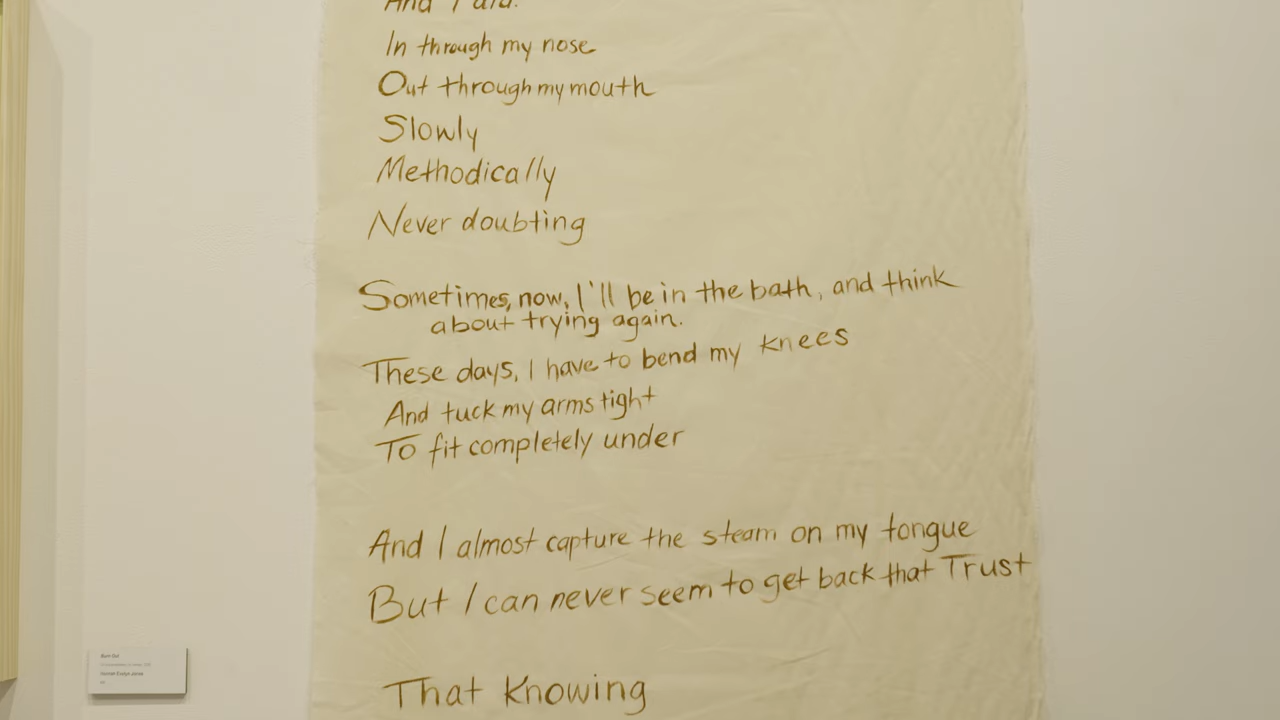 And I did.
In through my nose
Out through my mouth
Slowly
Methodically
Never doubting
Sometimes, now, I'll be in the bath, and think
about trying again.
These days, I have to bend my knees
And tuck my arms tight
To fit completely under
And I almost capture the steam on my tongue
But I can never seem to get back that Trust
That Knowing